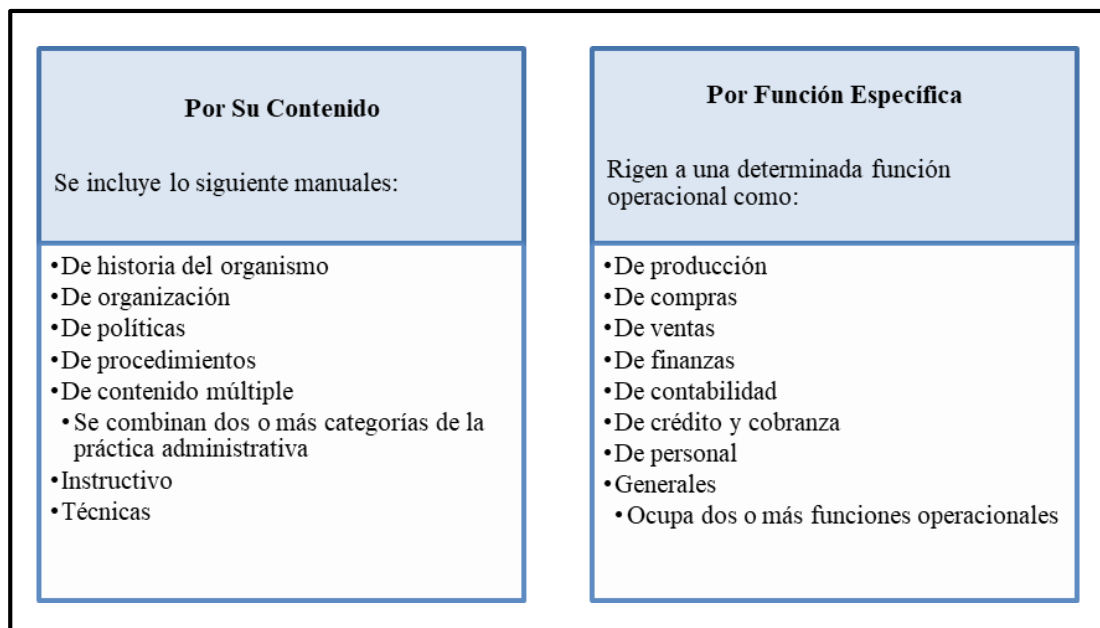 Por Su Contenido
Se incluye lo siguiente manuales:
•De historia del organismo
•De organización
•De políticas
•De procedimientos
•De contenido múltiple
•Se combinan dos o más categorías de la
práctica administrativa
•Instructivo
•Técnicas
Por Función Específica
Rigen a una determinada función
operacional como:
•De producción
•De compras
•De ventas
•De finanzas
•De contabilidad
•De crédito y cobranza
•De personal
•Generales
•Ocupa dos o más funciones operacionales